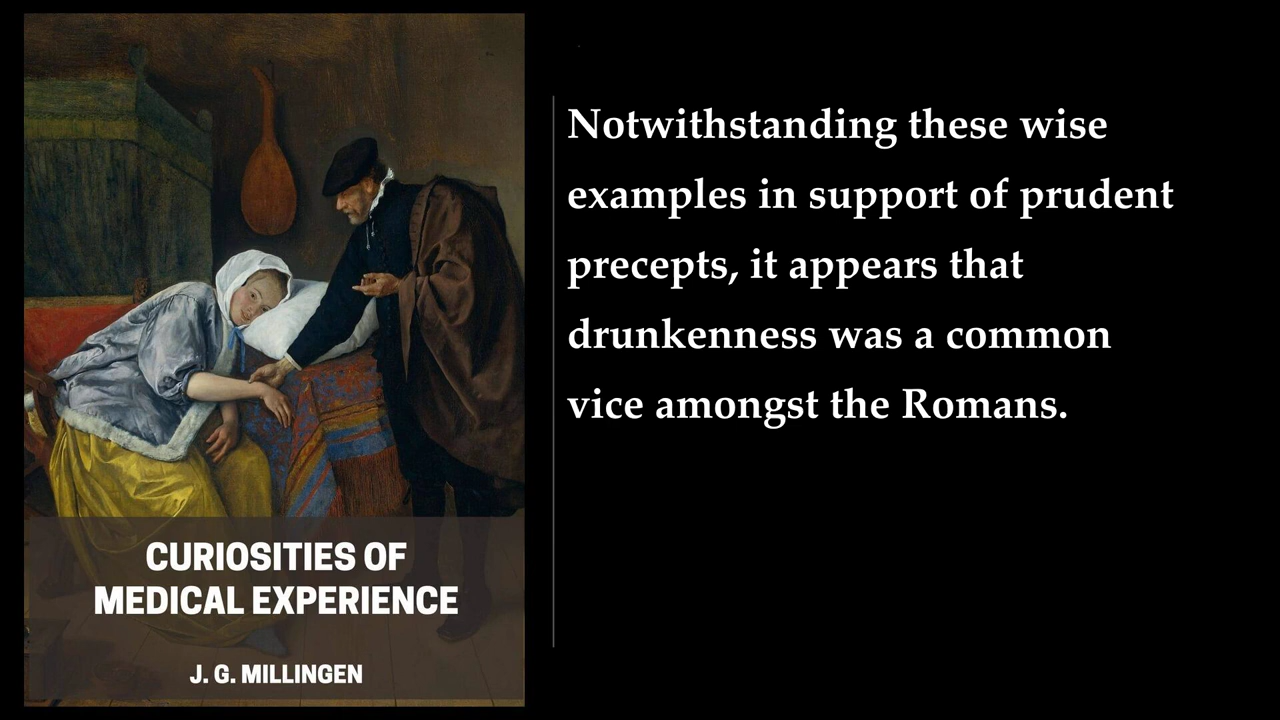 CURIOSITIES OF
MEDICAL EXPERIENCE
J. G. MILLINGEN
Notwithstanding these wise
examples in support of prudent
precepts, it appears that
drunkenness was a common
vice amongst the Romans.